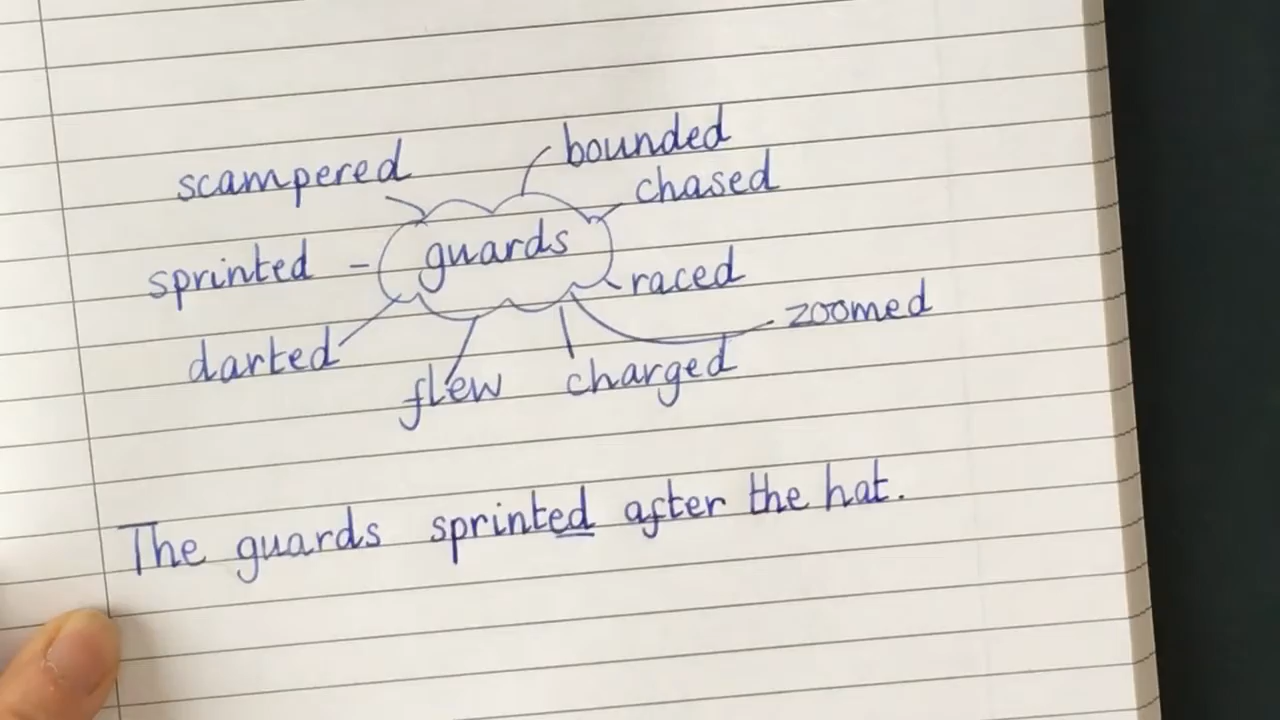 scampered
bounded
chased
sprinted - guards
raced
zoomed
darted
flew
charged
The guards sprinted after the hat.